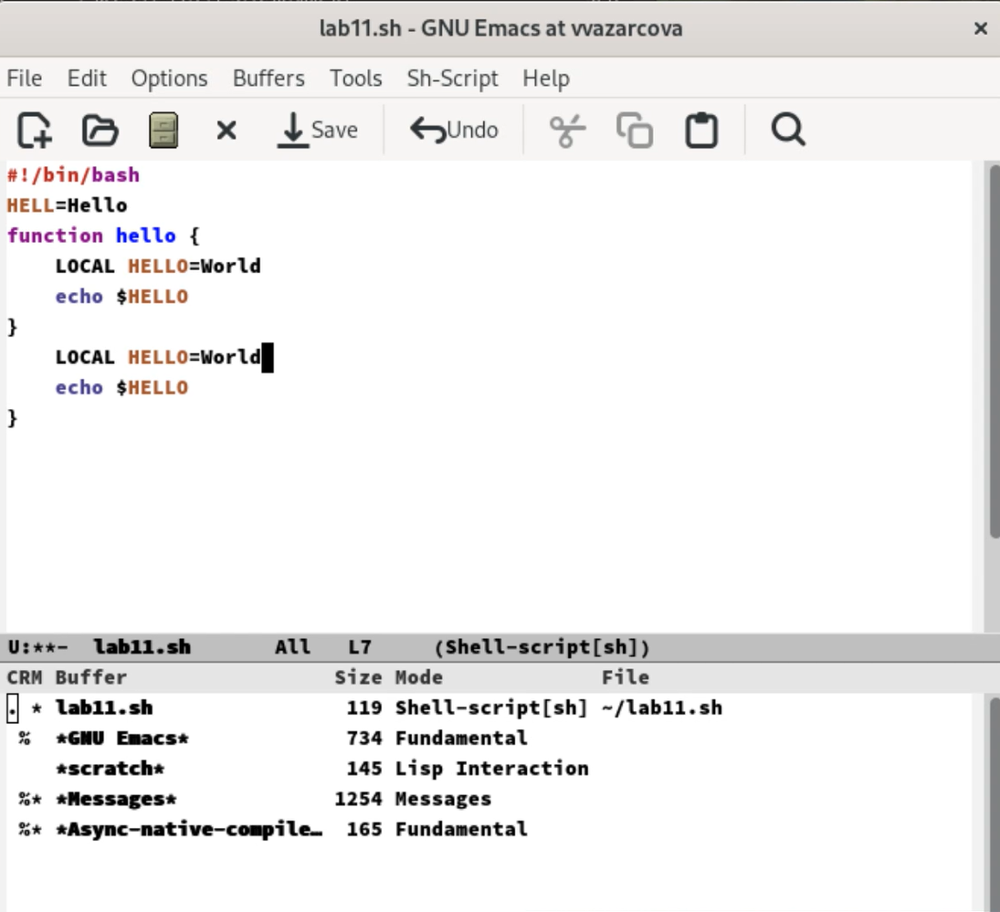 lab11.sh - GNU Emacs at vvazarcova
File Edit Options Buffers Tools Sh-Script Help
Save Undo
#!/bin/bash
HELL=Hello
function hello {
    LOCAL HELLO=World
    echo $HELLO
}
    LOCAL HELLO=World
    echo $HELLO
}
U:**-  lab11.sh       All   L7     (Shell-script[sh])
CRM Buffer                 Size Mode             File
. * lab11.sh                119 Shell-script[sh] ~/lab11.sh
 %  *GNU Emacs*             734 Fundamental
    *scratch*               145 Lisp Interaction
 %* *Messages*             1254 Messages
 %* *Async-native-compile…  165 Fundamental